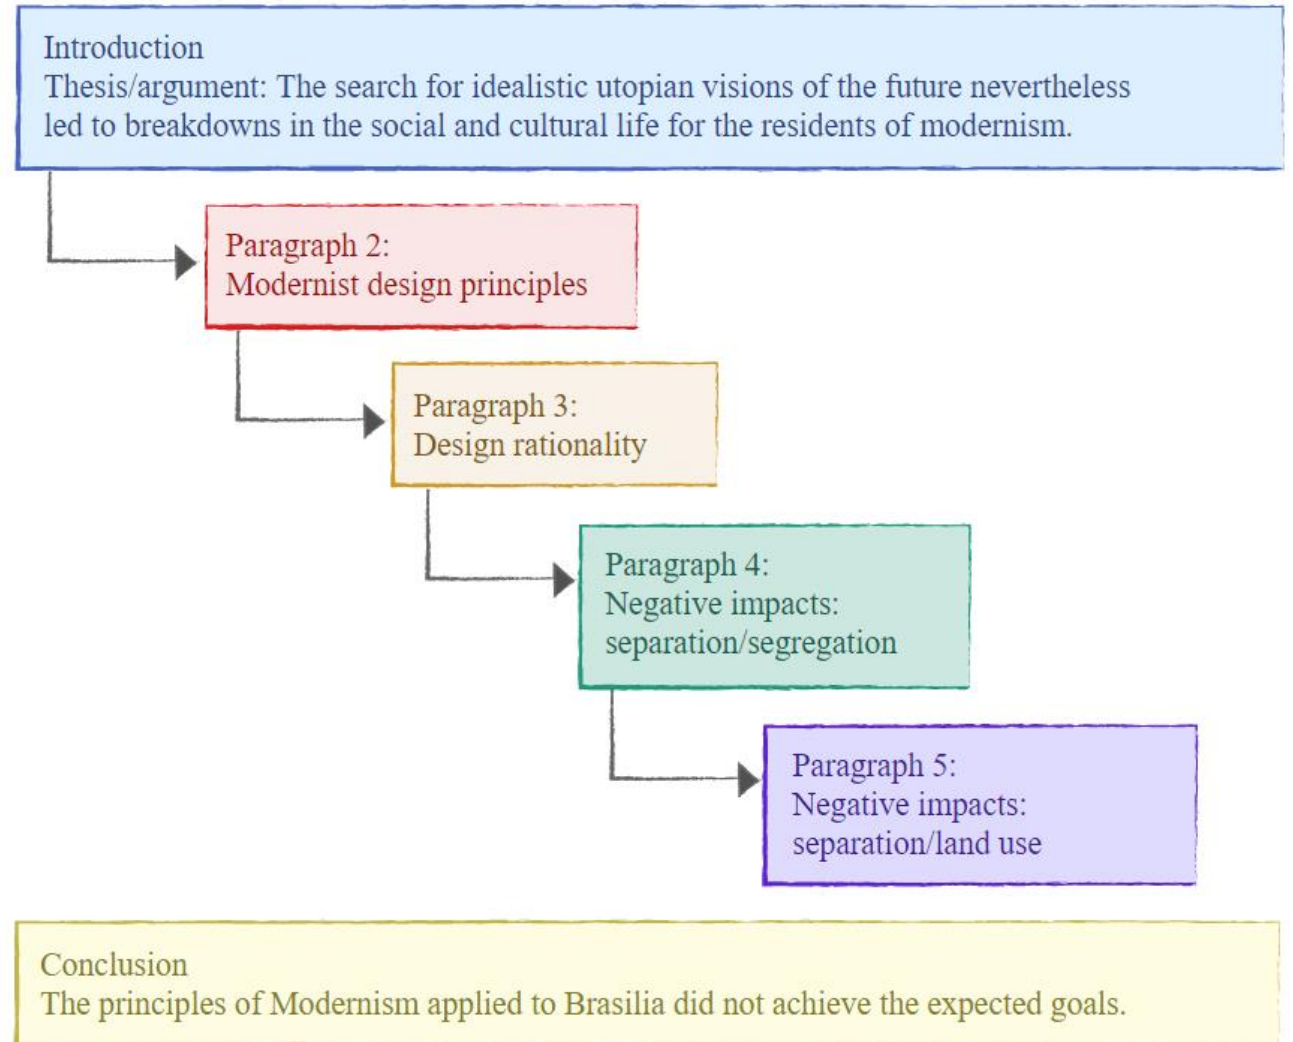 Introduction
Thesis/argument: The search for idealistic utopian visions of the future nevertheless
led to breakdowns in the social and cultural life for the residents of modernism.
Paragraph 2:
Modernist design principles
Paragraph 3:
Design rationality
Paragraph 4:
Negative impacts:
separation/segregation
Paragraph 5:
Negative impacts:
separation/land use
Conclusion
The principles of Modernism applied to Brasilia did not achieve the expected goals.